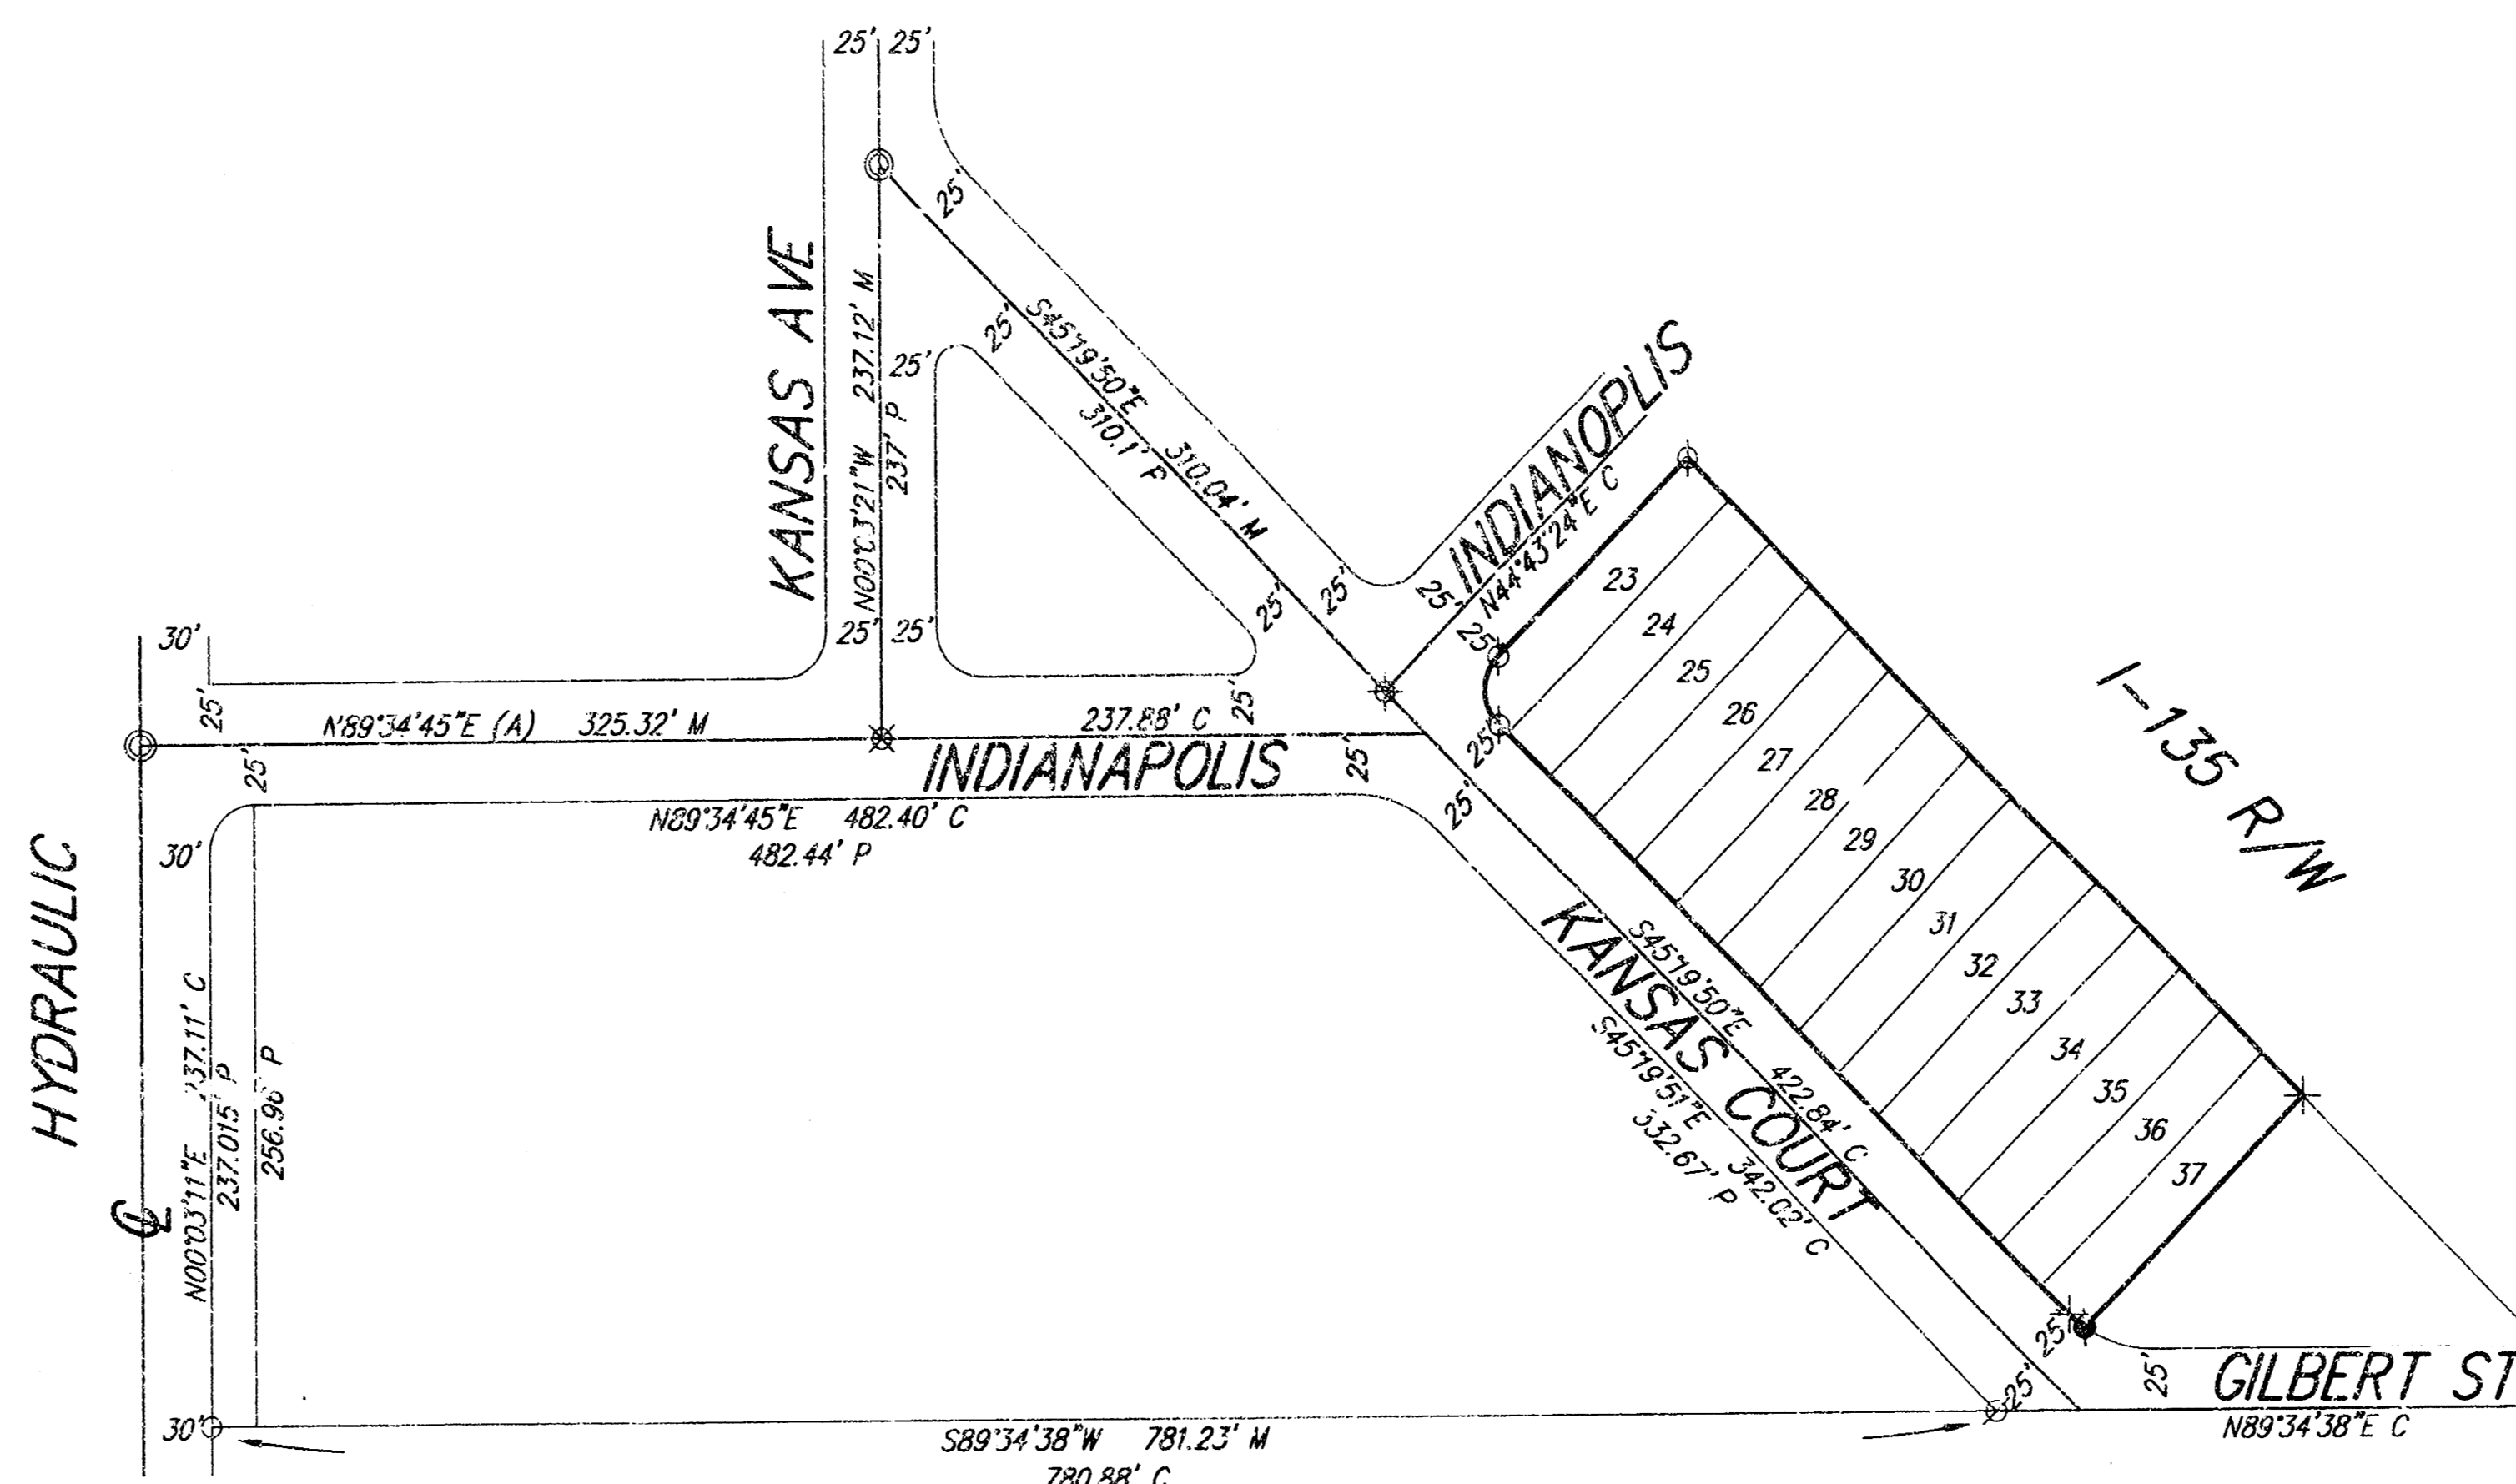 25' 25'
25'
KANSAS AVE
N00°03'21"W 237.12' M
237' P
25'
25'
S45°19'50"E 310.04' M
310.1' P
INDIANOPLIS
N44°43'24"E C
25'
25'
25'
25'
25' 25'
30'
25'
N89°34'45"E (A) 325.32' M
237.88' C
25'
25'
INDIANAPOLIS
25'
25'
25'
25'
N89°34'45"E 482.40' C
482.44' P
30'
HYDRAULIC
℄
N00°03'11"E 237.11' C
237.015' P
P
23
24
25
26
27
28
29
30
31
32
33
34
35
36
37
I-135 R/W
KANSAS COURT
S45°19'50"E 422.84' C
S45°19'51"E 342.02' C
332.67' P
25'
25'
25'
GILBERT ST
N89°34'38"E C
30'
S89°34'38"W 781.23' M
780.88' C